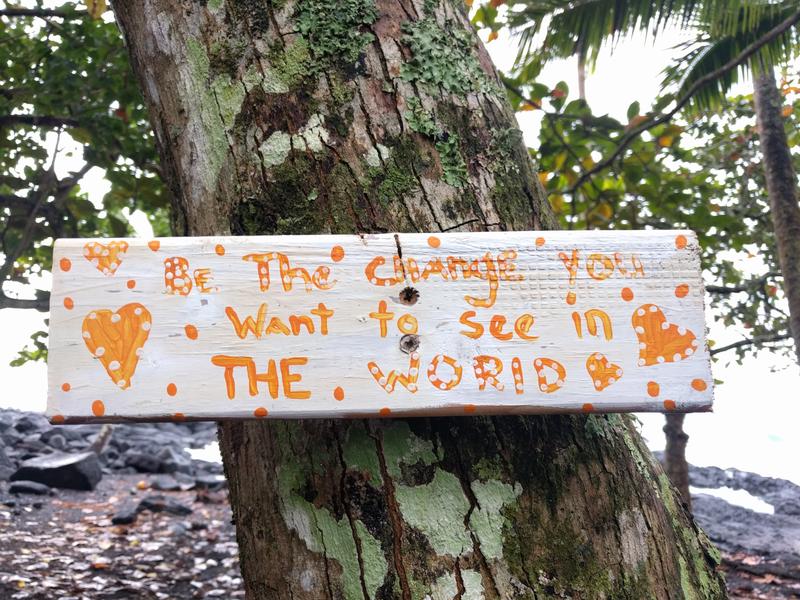 Be The change You
Want to see in
THE WORLD